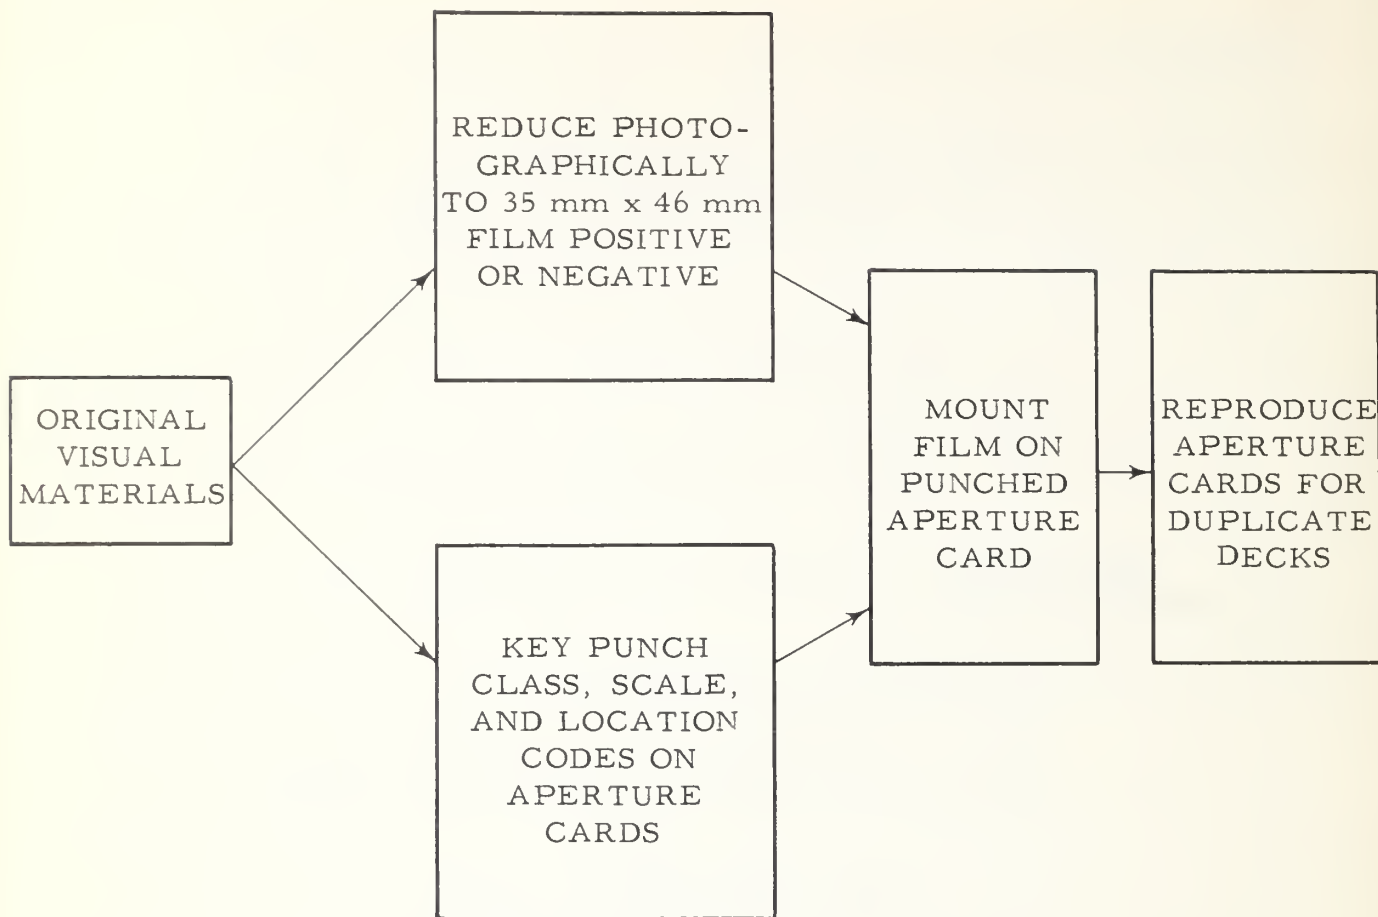 ORIGINAL
VISUAL
MATERIALS
REDUCE PHOTO-
GRAPHICALLY
TO 35 mm x 46 mm
FILM POSITIVE
OR NEGATIVE
KEY PUNCH
CLASS, SCALE,
AND LOCATION
CODES ON
APERTURE
CARDS
MOUNT
FILM ON
PUNCHED
APERTURE
CARD
REPRODUCE
APERTURE
CARDS FOR
DUPLICATE
DECKS